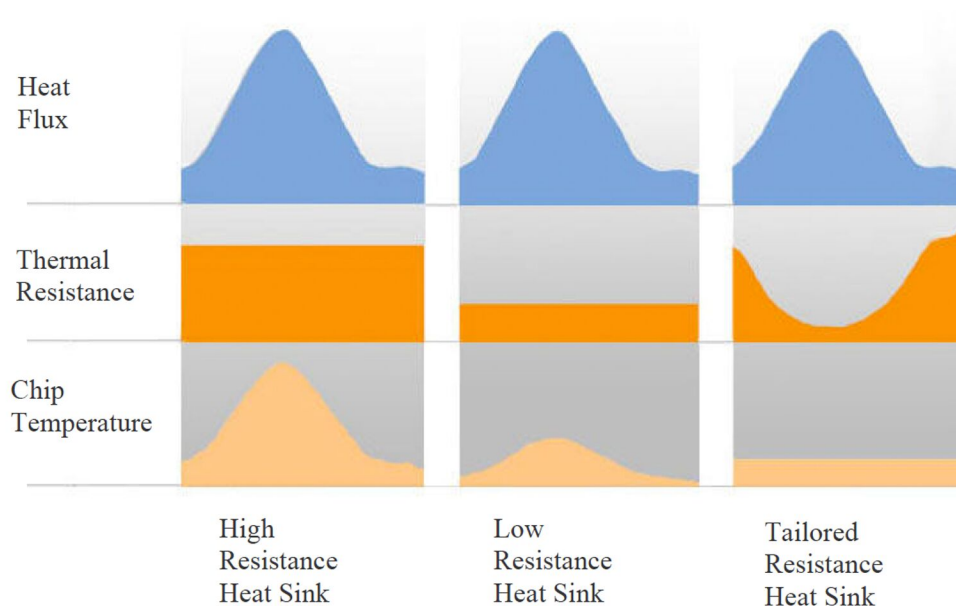 Heat
Flux
Thermal
Resistance
Chip
Temperature
High
Resistance
Heat Sink
Low
Resistance
Heat Sink
Tailored
Resistance
Heat Sink